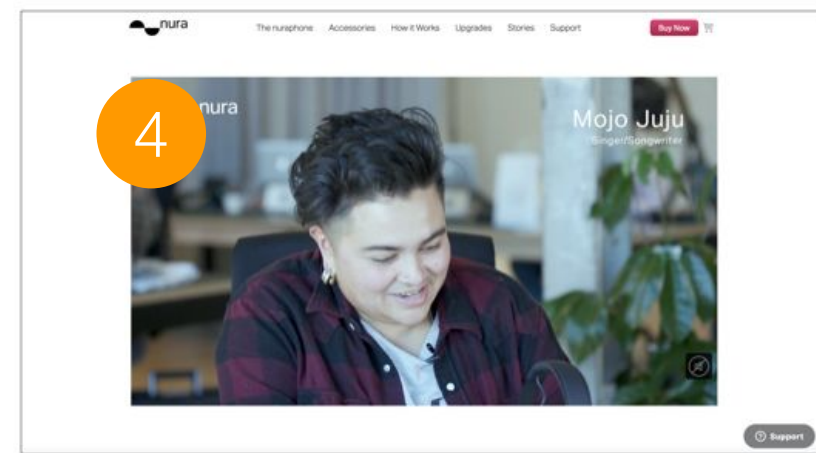 nura
The nuraphone Accessories How it Works Upgrades Stories Support Buy Now
4
nura
Mojo Juju
Singer/Songwriter
Support